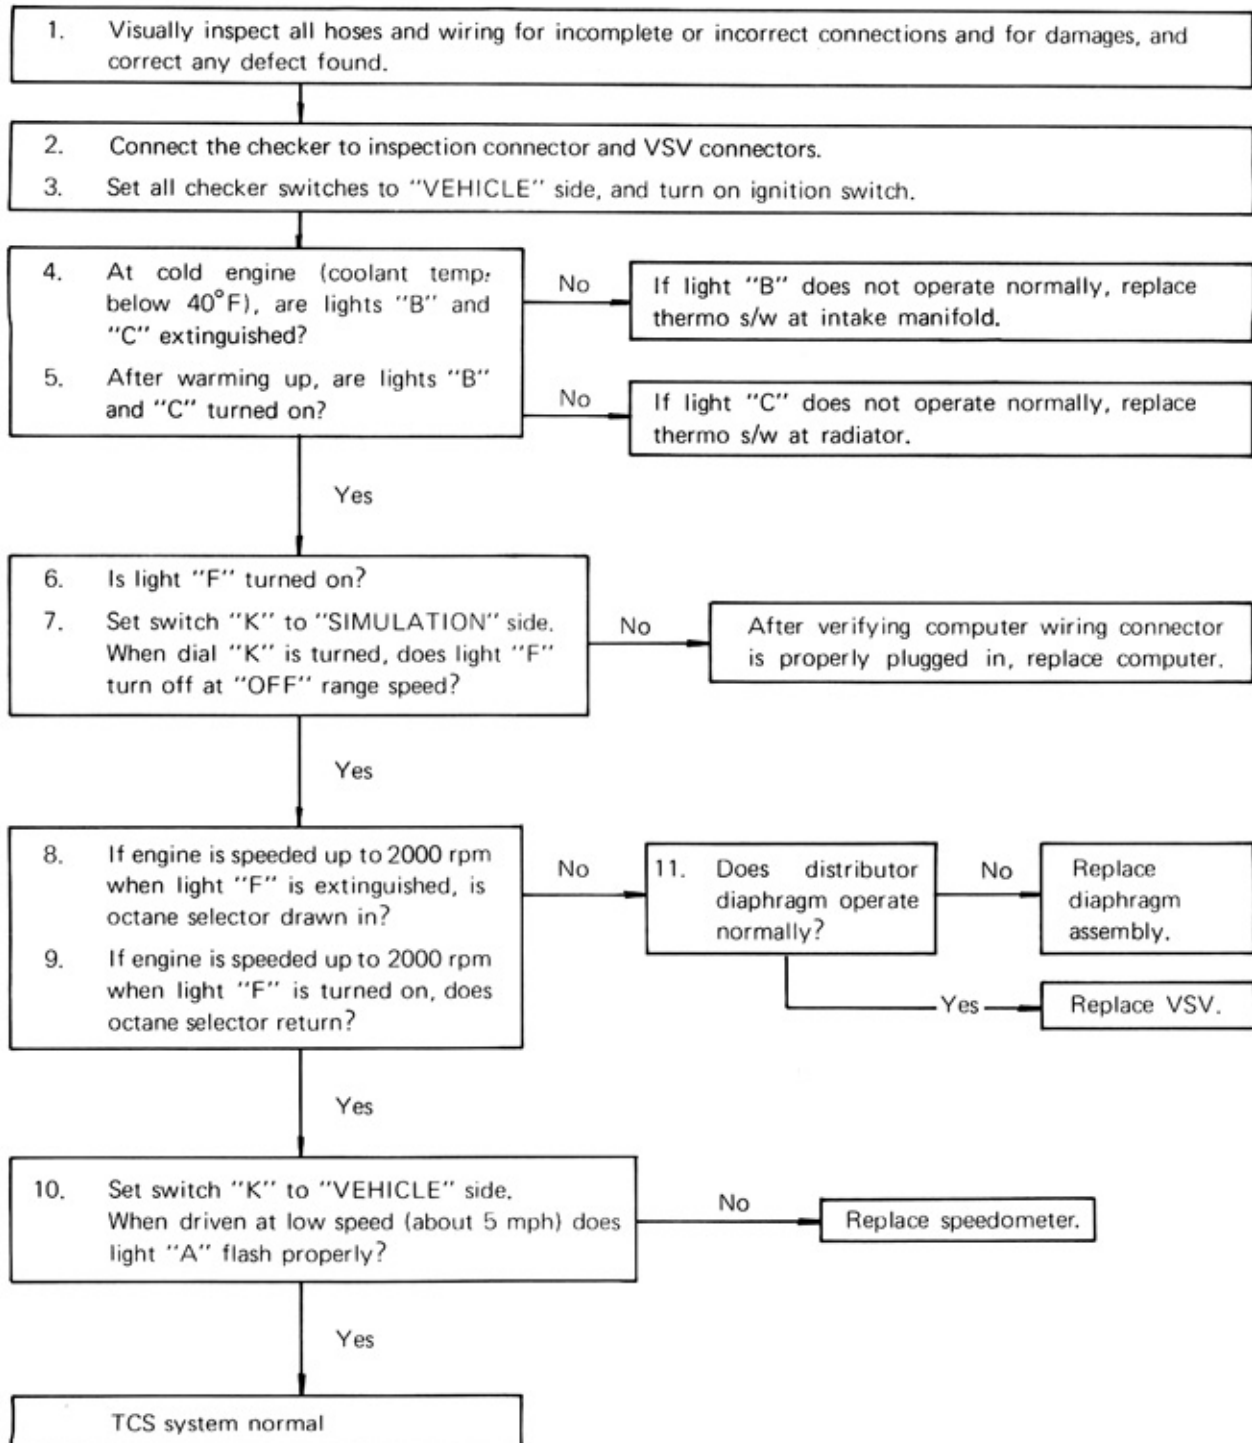 1. Visually inspect all hoses and wiring for incomplete or incorrect connections and for damages, and
correct any defect found.
2. Connect the checker to inspection connector and VSV connectors.
3. Set all checker switches to "VEHICLE" side, and turn on ignition switch.
4. At cold engine (coolant temp.
below 40°F), are lights "B" and
"C" extinguished?
No
If light "B" does not operate normally, replace
thermo s/w at intake manifold.
5. After warming up, are lights "B"
and "C" turned on?
No
If light "C" does not operate normally, replace
thermo s/w at radiator.
Yes
6. Is light "F" turned on?
7. Set switch "K" to "SIMULATION" side.
When dial "K" is turned, does light "F"
turn off at "OFF" range speed?
No
After verifying computer wiring connector
is properly plugged in, replace computer.
Yes
8. If engine is speeded up to 2000 rpm
when light "F" is extinguished, is
octane selector drawn in?
9. If engine is speeded up to 2000 rpm
when light "F" is turned on, does
octane selector return?
No
11. Does distributor
diaphragm operate
normally?
No
Replace
diaphragm
assembly.
Yes
Replace VSV.
Yes
10. Set switch "K" to "VEHICLE" side.
When driven at low speed (about 5 mph) does
light "A" flash properly?
No
Replace speedometer.
Yes
TCS system normal